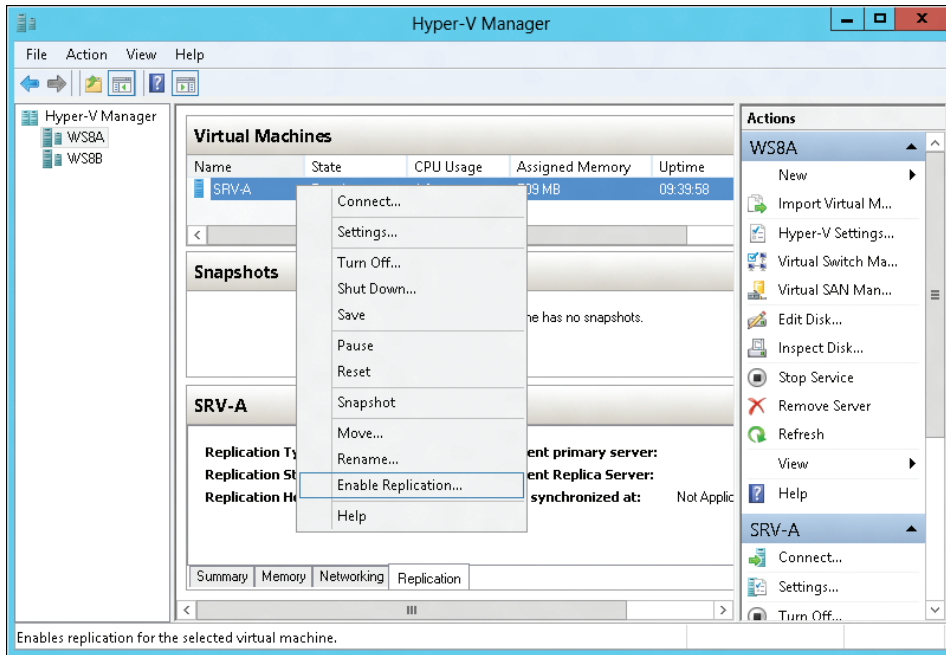 Hyper-V Manager
File Action View Help
Hyper-V Manager
WS8A
WS8B
Virtual Machines
Name State CPU Usage Assigned Memory Uptime
SRV-A MB 09:39:58
Snapshots
has no snapshots.
SRV-A
Replication primary server:
Replication Replica Server:
Replication synchronized at: Not Applic
Summary Memory Networking Replication
Connect...
Settings...
Turn Off...
Shut Down...
Save
Pause
Reset
Snapshot
Move...
Rename...
Enable Replication...
Help
Actions
WS8A
New
Import Virtual M...
Hyper-V Settings...
Virtual Switch Ma...
Virtual SAN Man...
Edit Disk...
Inspect Disk...
Stop Service
Remove Server
Refresh
View
Help
SRV-A
Connect...
Settings...
Turn Off...
Enables replication for the selected virtual machine.